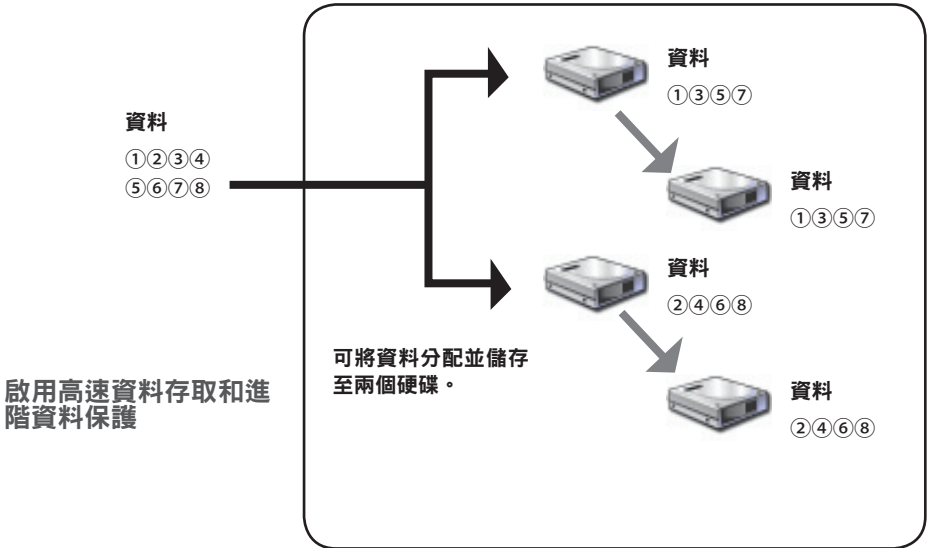 資料
①②③④
⑤⑥⑦⑧
資料
①③⑤⑦
資料
①③⑤⑦
資料
②④⑥⑧
可將資料分配並儲存
至兩個硬碟。
資料
②④⑥⑧
啟用高速資料存取和進
階資料保護